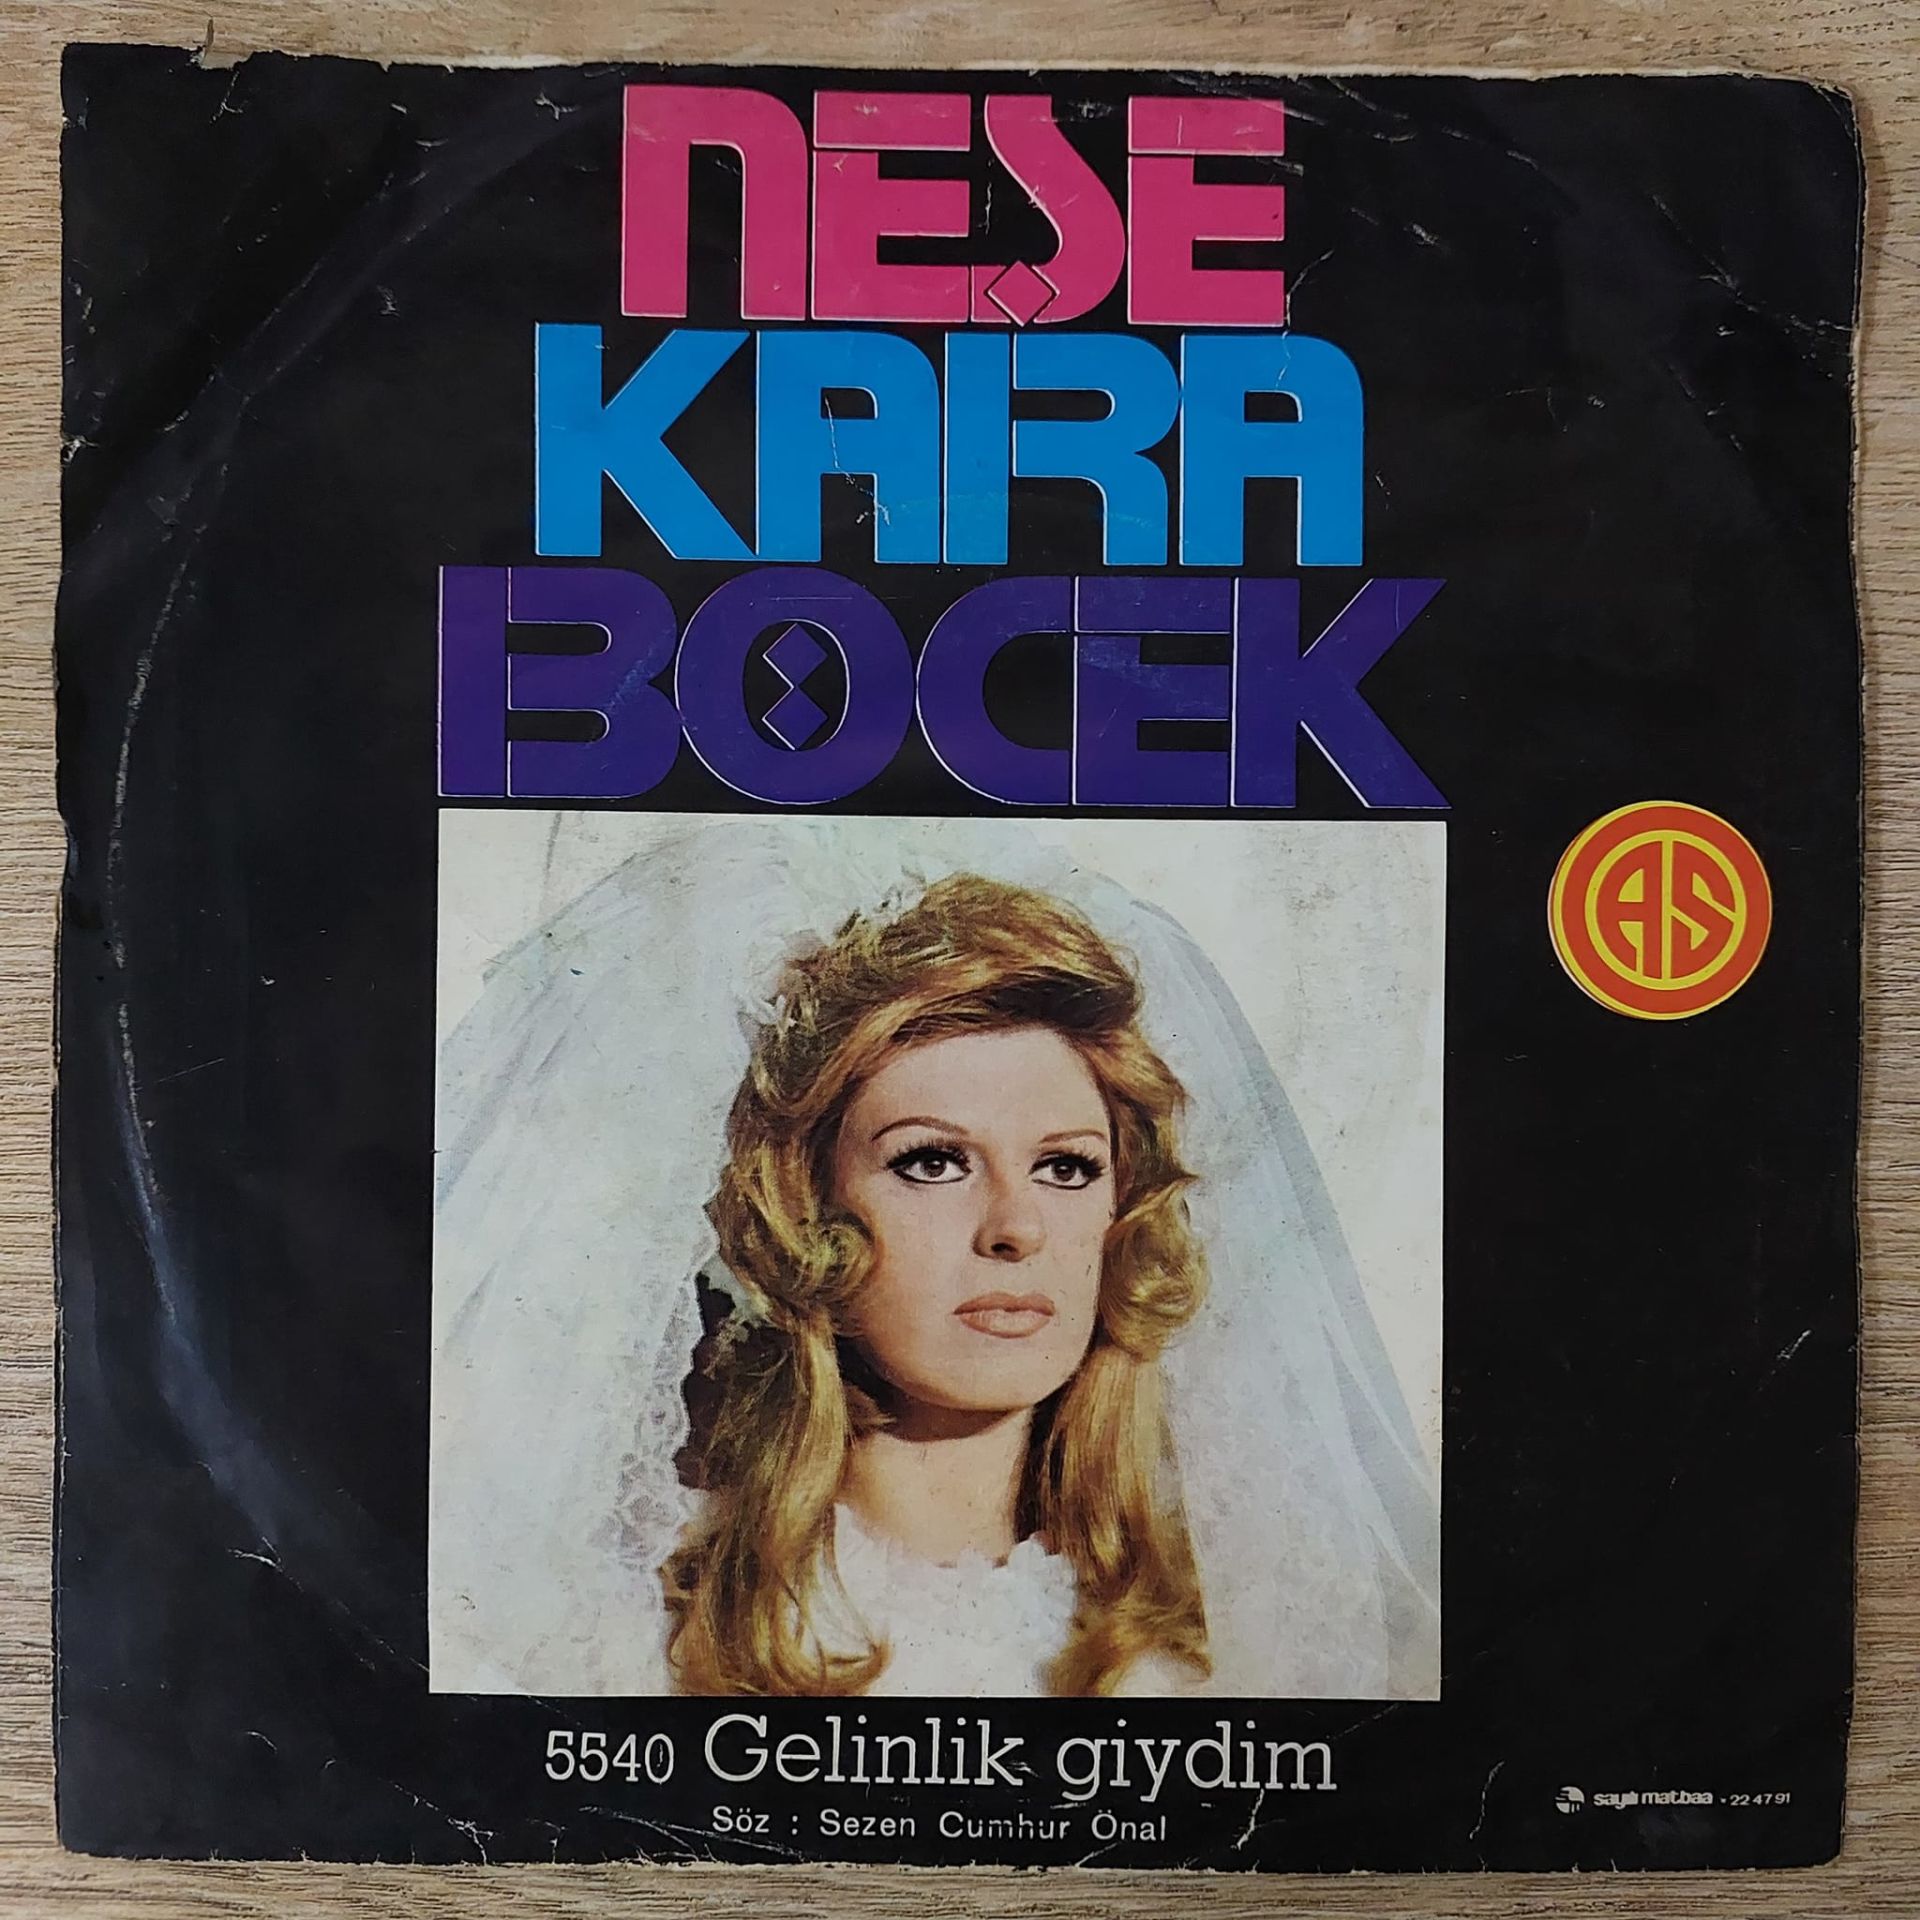 NEŞE
KARA
BÖCEK
AS
5540 Gelinlik giydim
Söz : Sezen Cumhur Önal
sayılı matbaa - 22 47 91